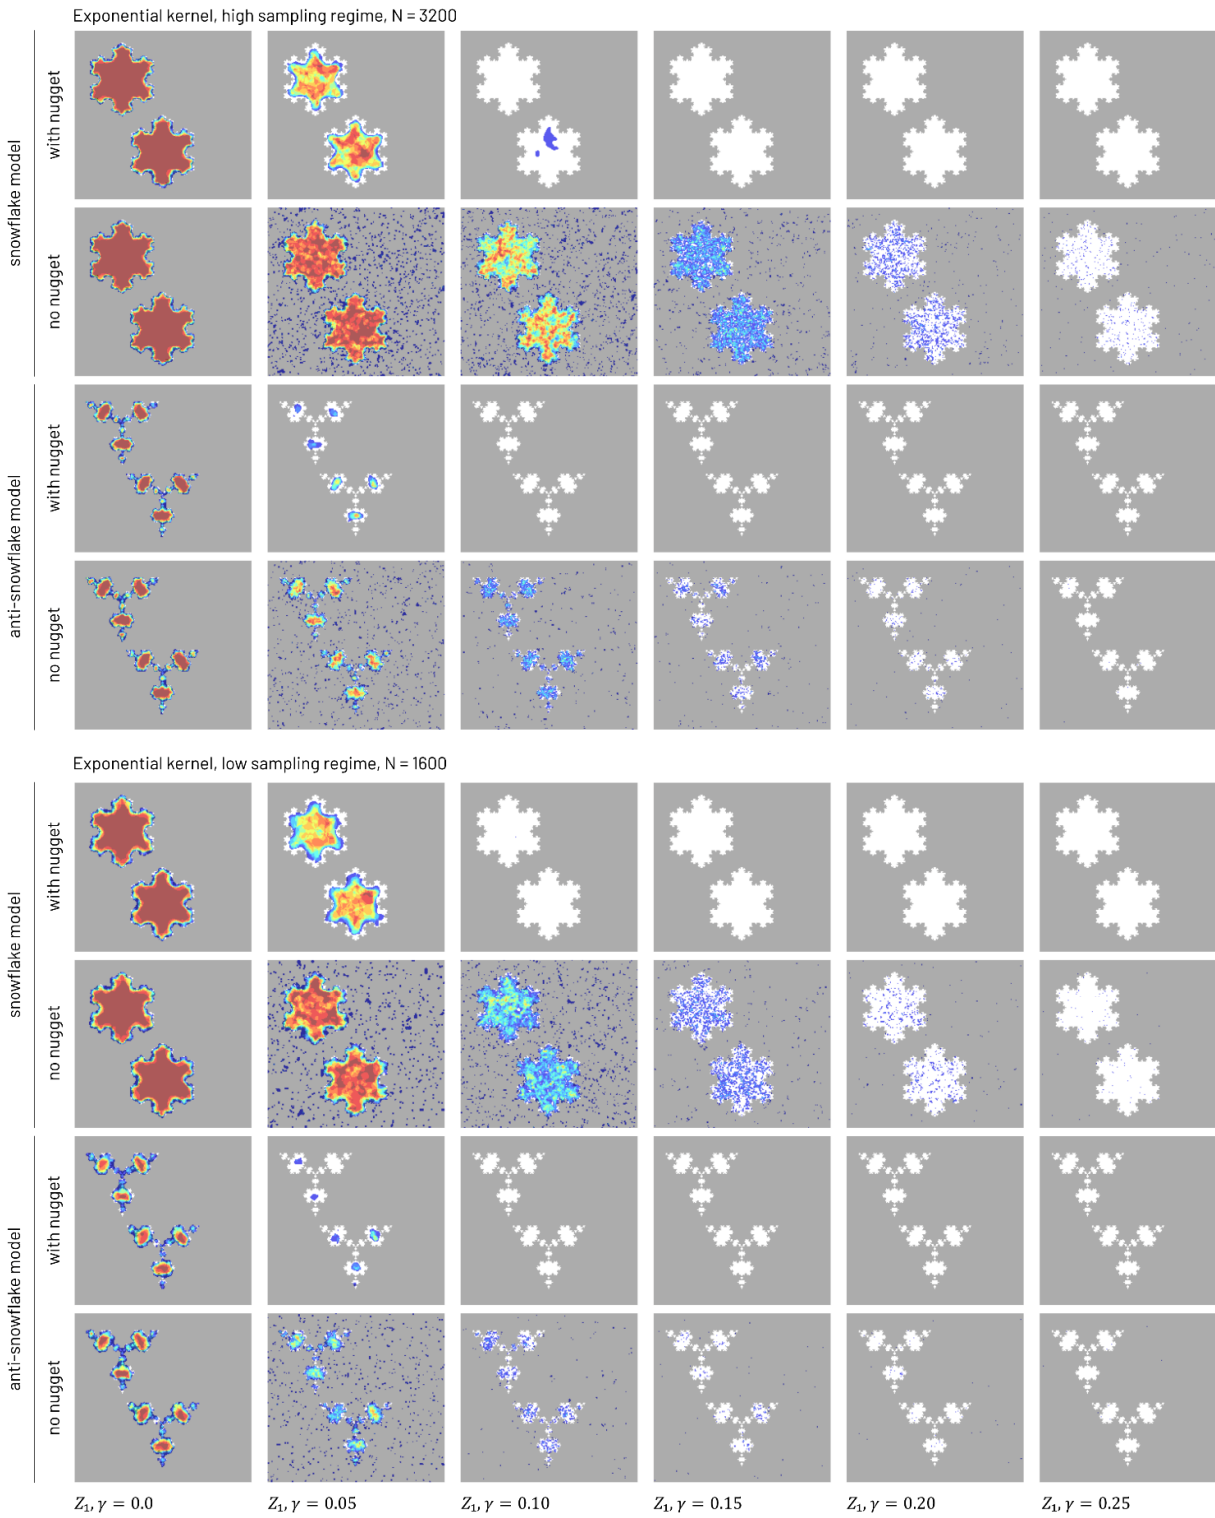 Exponential kernel, high sampling regime, N = 3200
snowflake model
with nugget
no nugget
anti-snowflake model
with nugget
no nugget
Exponential kernel, low sampling regime, N = 1600
snowflake model
with nugget
no nugget
anti-snowflake model
with nugget
no nugget
Z₁, γ = 0.0
Z₁, γ = 0.05
Z₁, γ = 0.10
Z₁, γ = 0.15
Z₁, γ = 0.20
Z₁, γ = 0.25